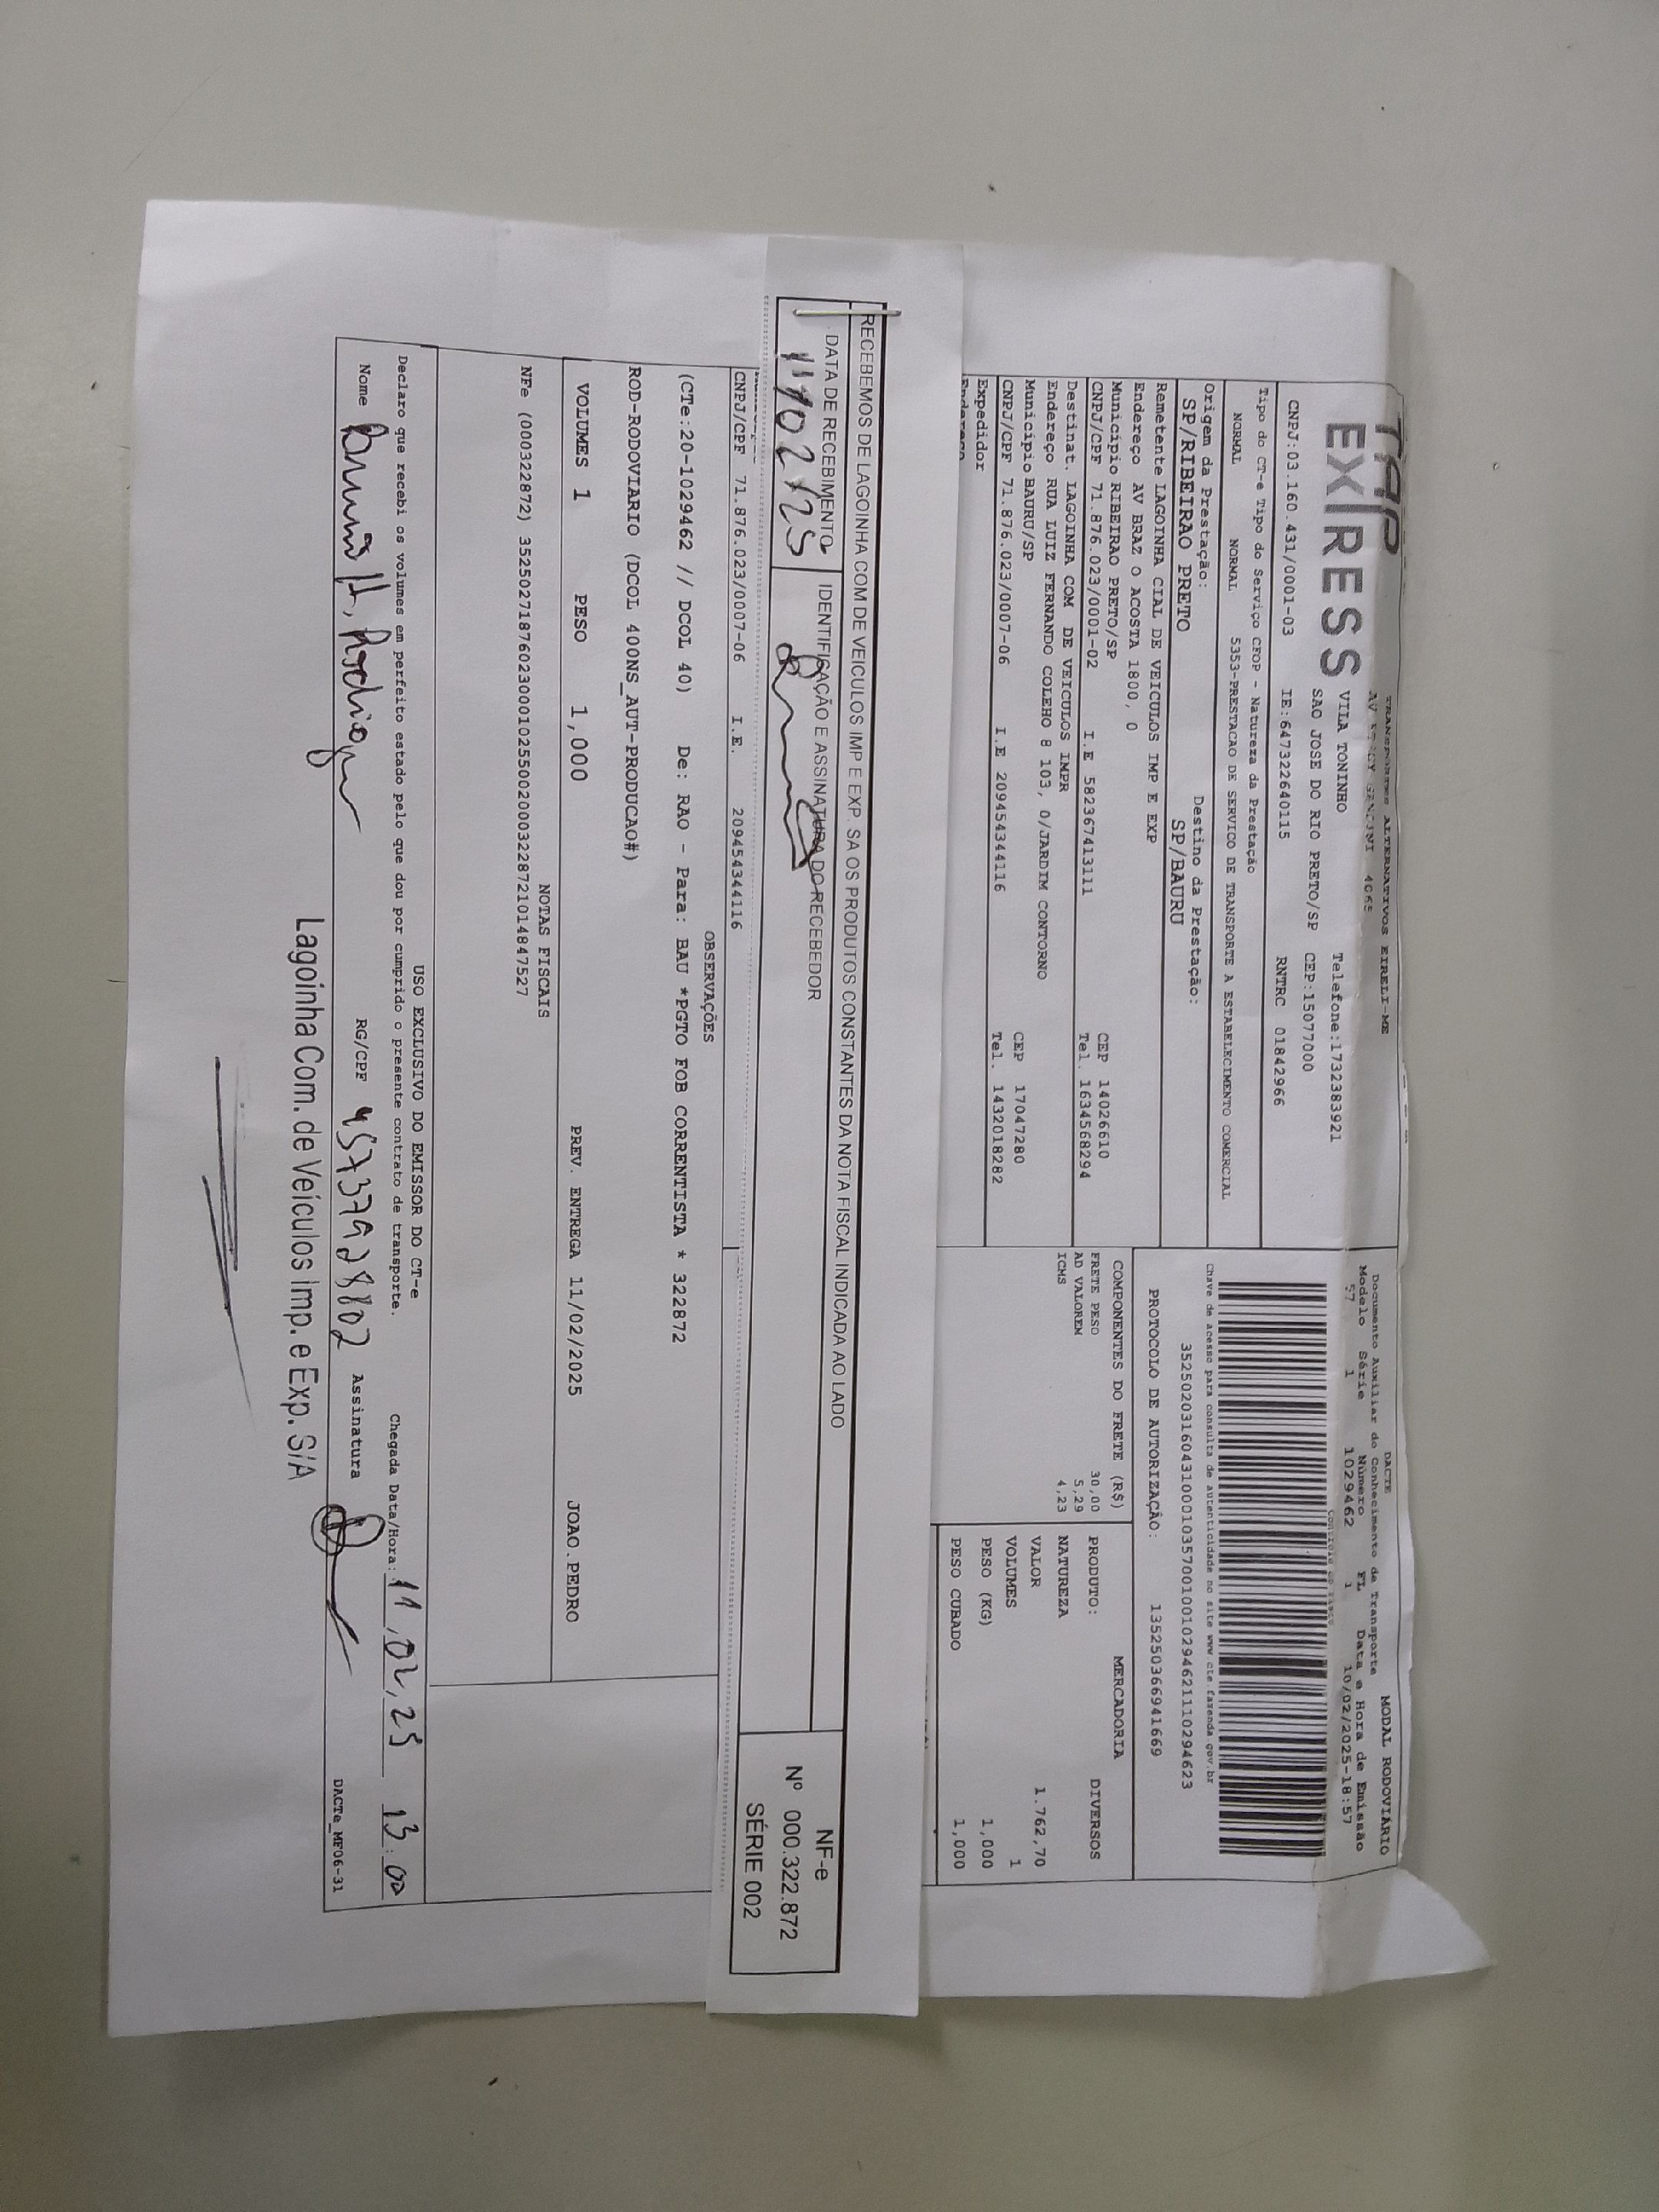 TAP
EXPRESS
TRANSPORTES ALTERNATIVOS EIRELI-ME
4065
VILA TONINHO
Telefone:1732383921
SAO JOSE DO RIO PRETO/SP CEP:15077000
CNPJ:03.160.431/0001-03 IE:647322640115 RNTRC 01842966
Tipo do CT-e Tipo do Serviço CFOP - Natureza da Prestação
NORMAL NORMAL 5353-PRESTACAO DE SERVICO DE TRANSPORTE A ESTABELECIMENTO COMERCIAL
Origem da Prestação: Destino da Prestação:
SP/RIBEIRAO PRETO SP/BAURU
Remetente LAGOINHA CIAL DE VEICULOS IMP E EXP
Endereço AV BRAZ O ACOSTA 1800, 0
Município RIBEIRAO PRETO/SP CEP 14026610
CNPJ/CPF 71.876.023/0001-02 I.E 582367413111 Tel. 1634568294
Destinat. LAGOINHA COM DE VEICULOS IMPR
Endereço RUA LUIZ FERNANDO COLEHO 8 103, 0/JARDIM CONTORNO
Município BAURU/SP CEP 17047280
CNPJ/CPF 71.876.023/0007-06 I.E 209454344116 Tel. 1432018282
Expedidor
Endereço
DACTE MODAL RODOVIÁRIO
Documento Auxiliar do Conhecimento de Transporte
Modelo Série Número FL Data e Hora de Emissão
57 1 1029462 1 10/02/2025-18:57
Chave de acesso para consulta de autenticidade no site www.cte.fazenda.gov.br
35250203160431000103570010010294621110294623
PROTOCOLO DE AUTORIZAÇÃO: 135250366941669
COMPONENTES DO FRETE (R$)
FRETE PESO 30,00
AD VALOREM 5,29
ICMS 4,23
MERCADORIA
PRODUTO: DIVERSOS
NATUREZA
VALOR 1.762,70
VOLUMES 1
PESO (KG) 1,000
PESO CUBADO 1,000
RECEBEMOS DE LAGOINHA COM DE VEICULOS IMP E EXP. SA OS PRODUTOS CONSTANTES DA NOTA FISCAL INDICADA AO LADO
DATA DE RECEBIMENTO IDENTIFICAÇÃO E ASSINATURA DO RECEBEDOR
11/02/25
NF-e
Nº 000.322.872
SÉRIE 002
CNPJ/CPF 71.876.023/0007-06 I.E. 209454344116
OBSERVAÇÕES
(CTe:20-1029462 // DCOL 40) De: RAO - Para: BAU *PGTO FOB CORRENTISTA * 322872
ROD-RODOVIARIO (DCOL 400NS_AUT-PRODUCAO#)
VOLUMES 1 PESO 1,000 PREV. ENTREGA 11/02/2025 JOAO.PEDRO
NOTAS FISCAIS
NFe (000322872) 35250271876023000102550020003228721014847527
USO EXCLUSIVO DO EMISSOR DO CT-e
Declaro que recebi os volumes em perfeito estado pelo que dou por cumprido o presente contrato de transporte. Chegada Data/Hora: 11,02,25 13:00
Nome Bruno H. Rodrigues RG/CPF 45737928802 Assinatura
DACTe_MF06-31
Lagoinha Com. de Veículos Imp. e Exp. S/A